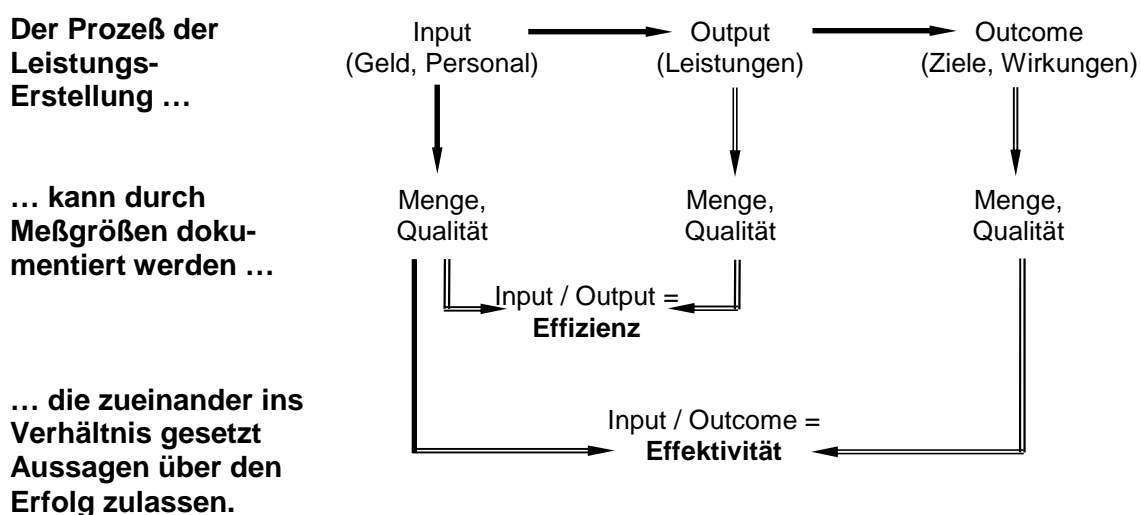 Der Prozeß der
Leistungs-
Erstellung …
Input
(Geld, Personal)
Output
(Leistungen)
Outcome
(Ziele, Wirkungen)
… kann durch
Meßgrößen doku-
mentiert werden …
Menge,
Qualität
Menge,
Qualität
Menge,
Qualität
Input / Output =
Effizienz
… die zueinander ins
Verhältnis gesetzt
Aussagen über den
Erfolg zulassen.
Input / Outcome =
Effektivität